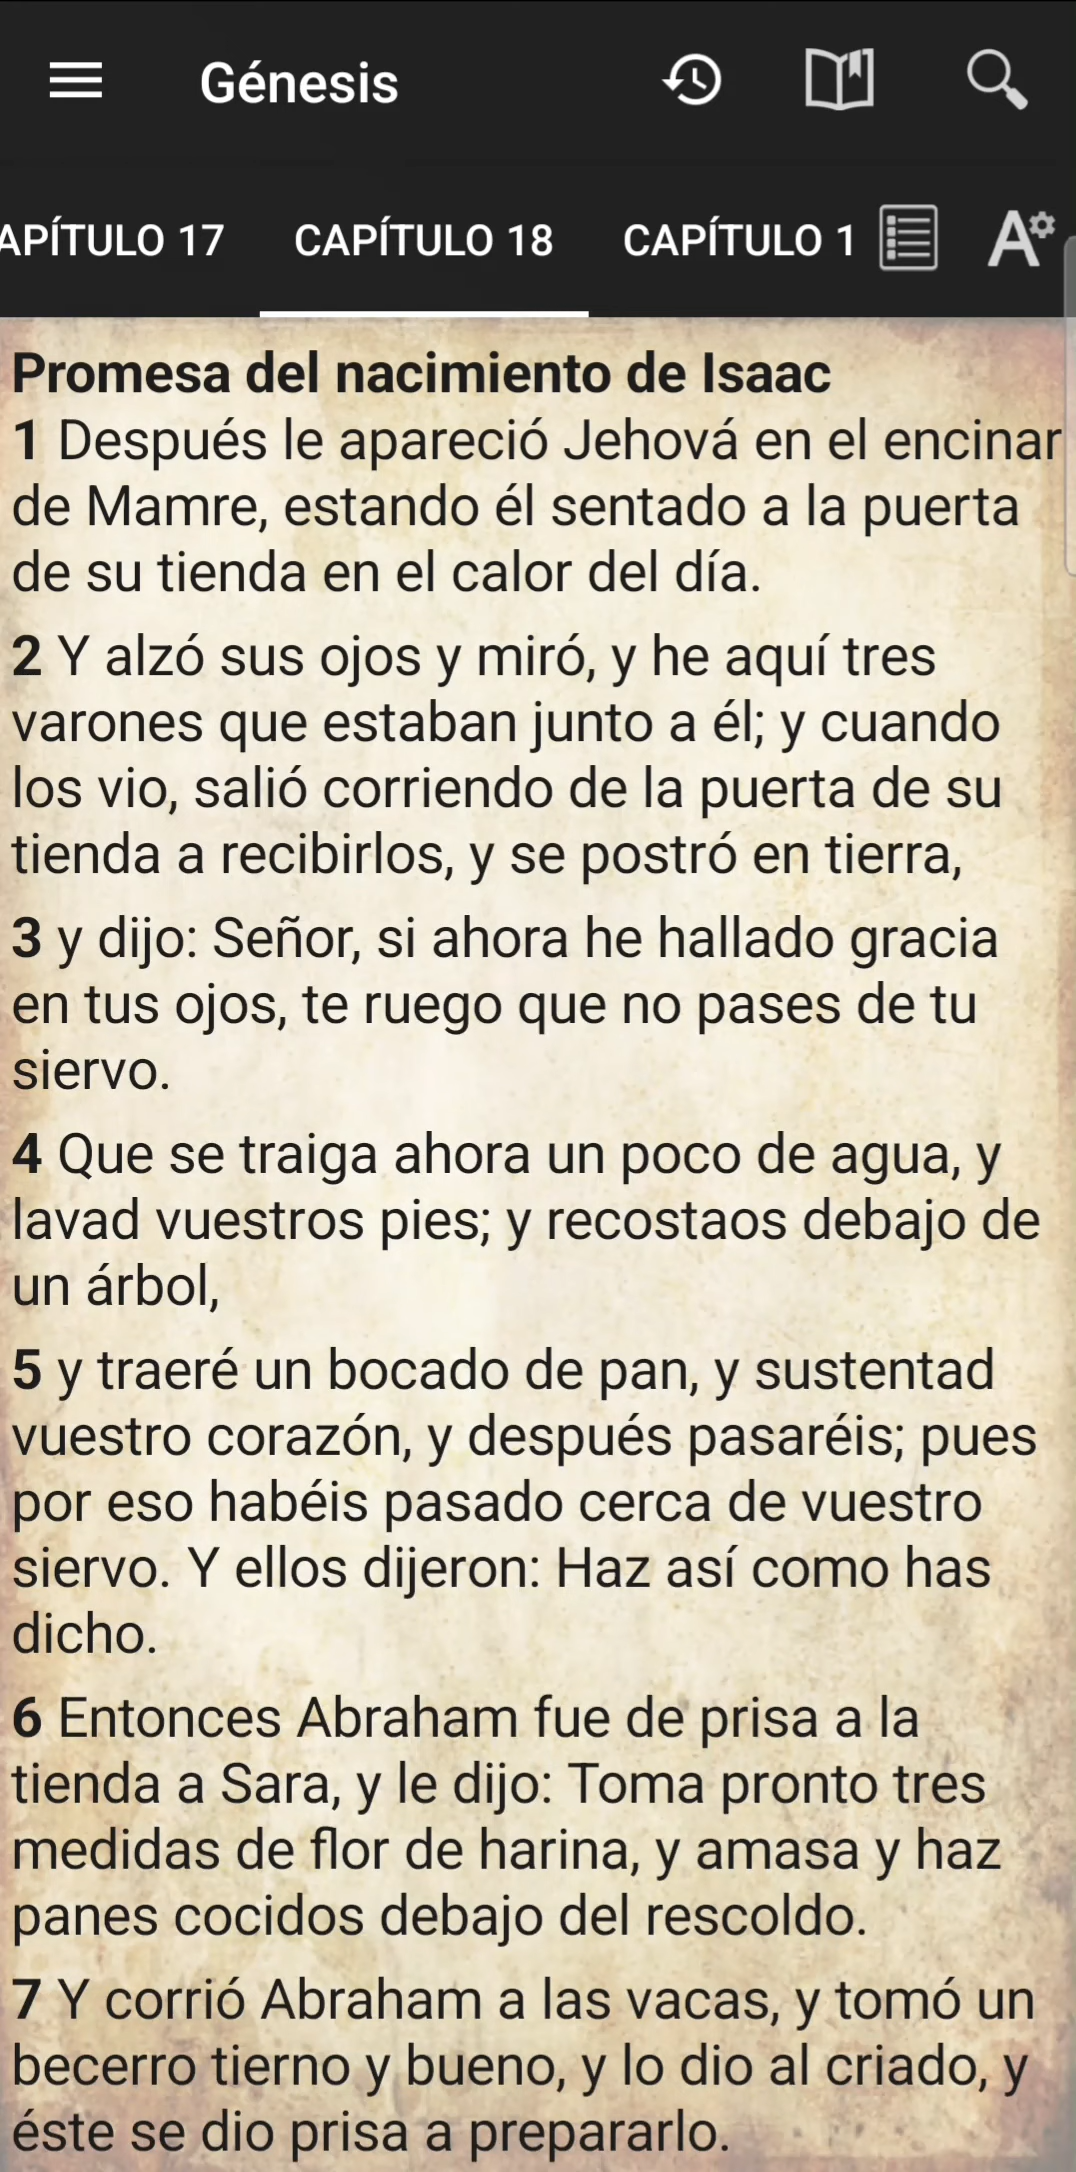 Génesis
APÍTULO 17 CAPÍTULO 18 CAPÍTULO 1
Promesa del nacimiento de Isaac
1 Después le apareció Jehová en el encinar
de Mamre, estando él sentado a la puerta
de su tienda en el calor del día.
2 Y alzó sus ojos y miró, y he aquí tres
varones que estaban junto a él; y cuando
los vio, salió corriendo de la puerta de su
tienda a recibirlos, y se postró en tierra,
3 y dijo: Señor, si ahora he hallado gracia
en tus ojos, te ruego que no pases de tu
siervo.
4 Que se traiga ahora un poco de agua, y
lavad vuestros pies; y recostaos debajo de
un árbol,
5 y traeré un bocado de pan, y sustentad
vuestro corazón, y después pasaréis; pues
por eso habéis pasado cerca de vuestro
siervo. Y ellos dijeron: Haz así como has
dicho.
6 Entonces Abraham fue de prisa a la
tienda a Sara, y le dijo: Toma pronto tres
medidas de flor de harina, y amasa y haz
panes cocidos debajo del rescoldo.
7 Y corrió Abraham a las vacas, y tomó un
becerro tierno y bueno, y lo dio al criado, y
éste se dio prisa a prepararlo.